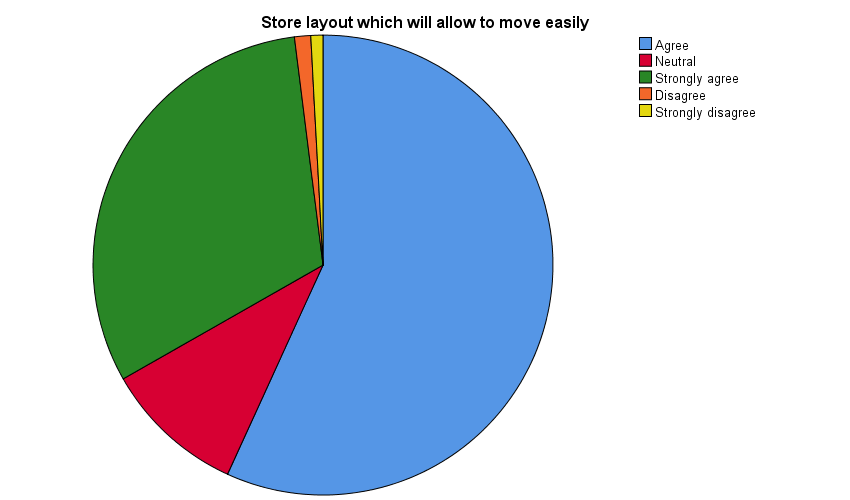 Store layout which will allow to move easily
Agree
Neutral
Strongly agree
Disagree
Strongly disagree